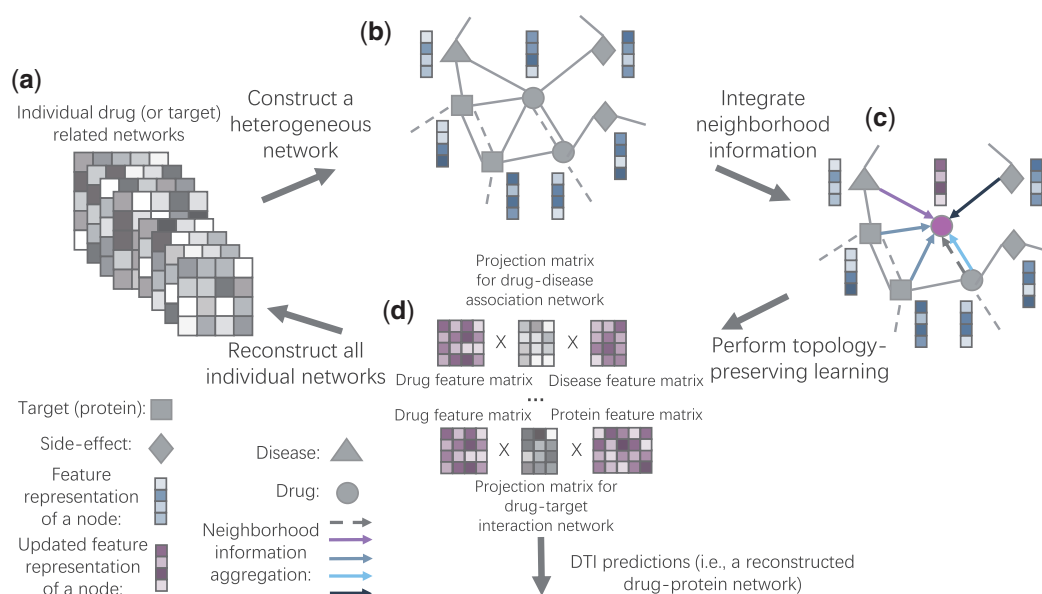 (a)
Individual drug (or target)
related networks
Construct a
heterogeneous
network
(b)
Integrate
neighborhood
information
(c)
Perform topology-
preserving learning
Projection matrix
for drug-disease
association network
(d)
X
X
Drug feature matrix
Disease feature matrix
...
Drug feature matrix
Protein feature matrix
X
X
Projection matrix for
drug-target
interaction network
DTI predictions (i.e., a reconstructed
drug-protein network)
Reconstruct all
individual networks
Target (protein):
Side-effect:
Feature
representation
of a node:
Updated feature
representation
of a node:
Disease:
Drug:
Neighborhood
information
aggregation: